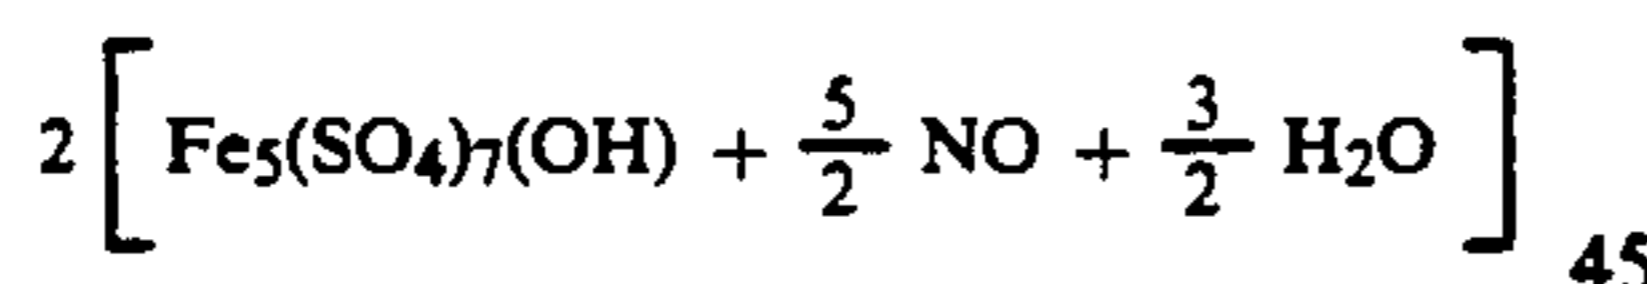 2 [ Fe₅(SO₄)₇(OH) + 5/2 NO + 3/2 H₂O ]
45